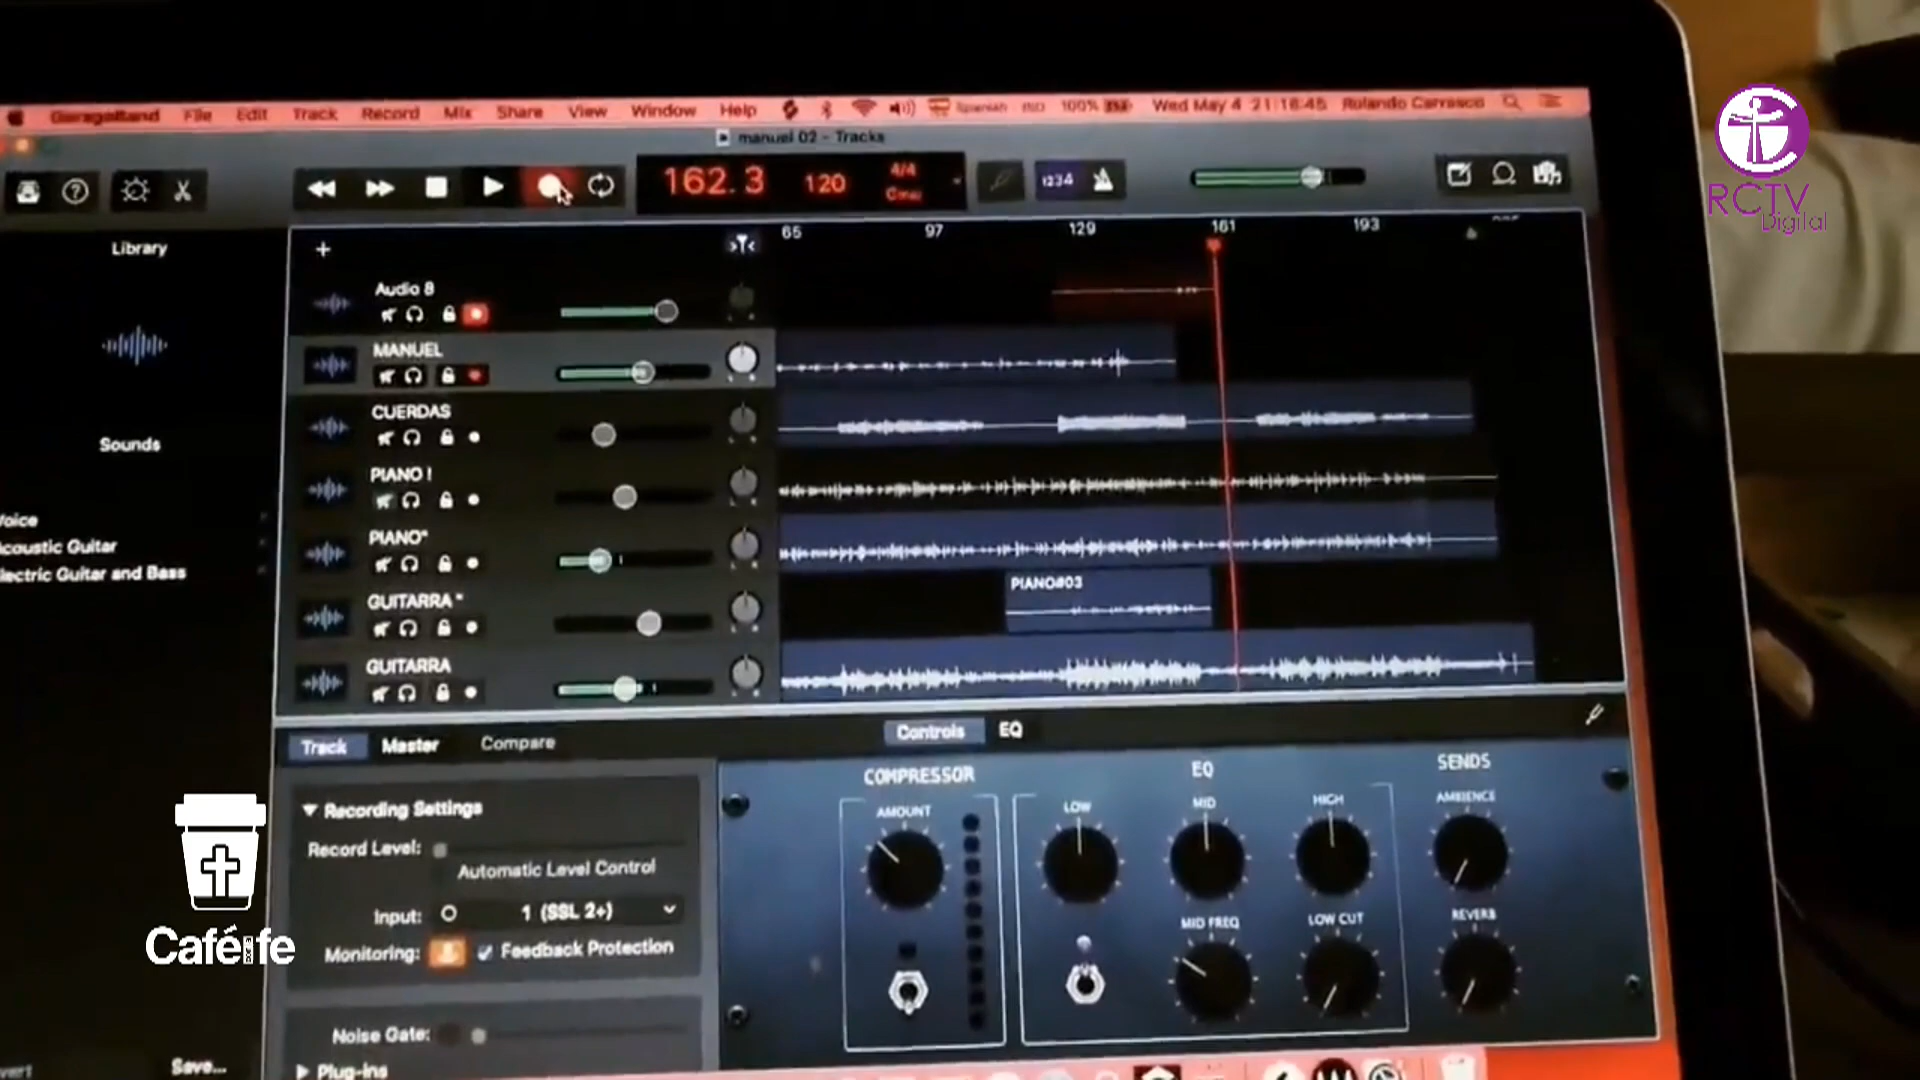 GarageBand File Edit Track Record Mix Share View Window Help Spanish ISO 100% Wed May 4 21:16:45 Rolando Carrasco
manuel 02 - Tracks
162.3 120 4/4
Cmaj
1234
RCTV
Digital
Library
65 97 129 161 193
Audio 8
MANUEL
CUERDAS
Sounds
PIANO !
PIANO*
PIANO#03
GUITARRA *
GUITARRA
Voice
Acoustic Guitar
Electric Guitar and Bass
Track Master Compare
Controls EQ
COMPRESSOR EQ SENDS
AMOUNT LOW MID HIGH AMBIENCE
MID FREQ LOW CUT REVERB
Recording Settings
Record Level:
Automatic Level Control
Input: 1 (SSL 2+)
Monitoring: Feedback Protection
Noise Gate:
Plug-ins
Save...